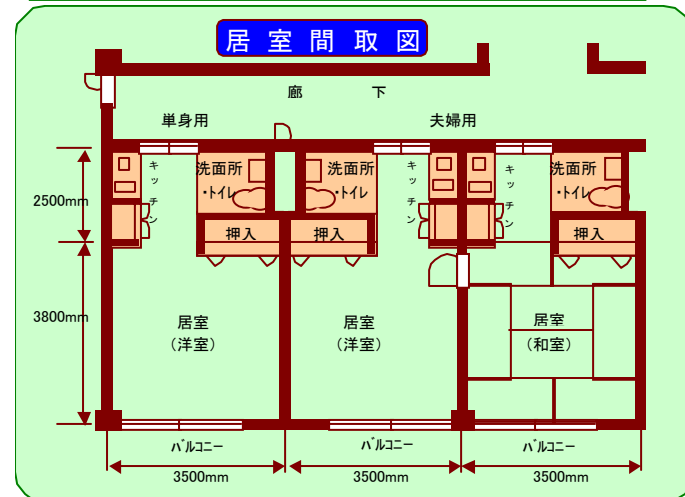 居室間取図
廊　　下
単身用
夫婦用
キッチン
洗面所
・ﾄｲﾚ
洗面所
・ﾄｲﾚ
キッチン
キッチン
洗面所
・ﾄｲﾚ
2500mm
押入
押入
押入
3800mm
居室
（洋室）
居室
（洋室）
居室
（和室）
ﾊﾞﾙｺﾆｰ
ﾊﾞﾙｺﾆｰ
ﾊﾞﾙｺﾆｰ
3500mm
3500mm
3500mm